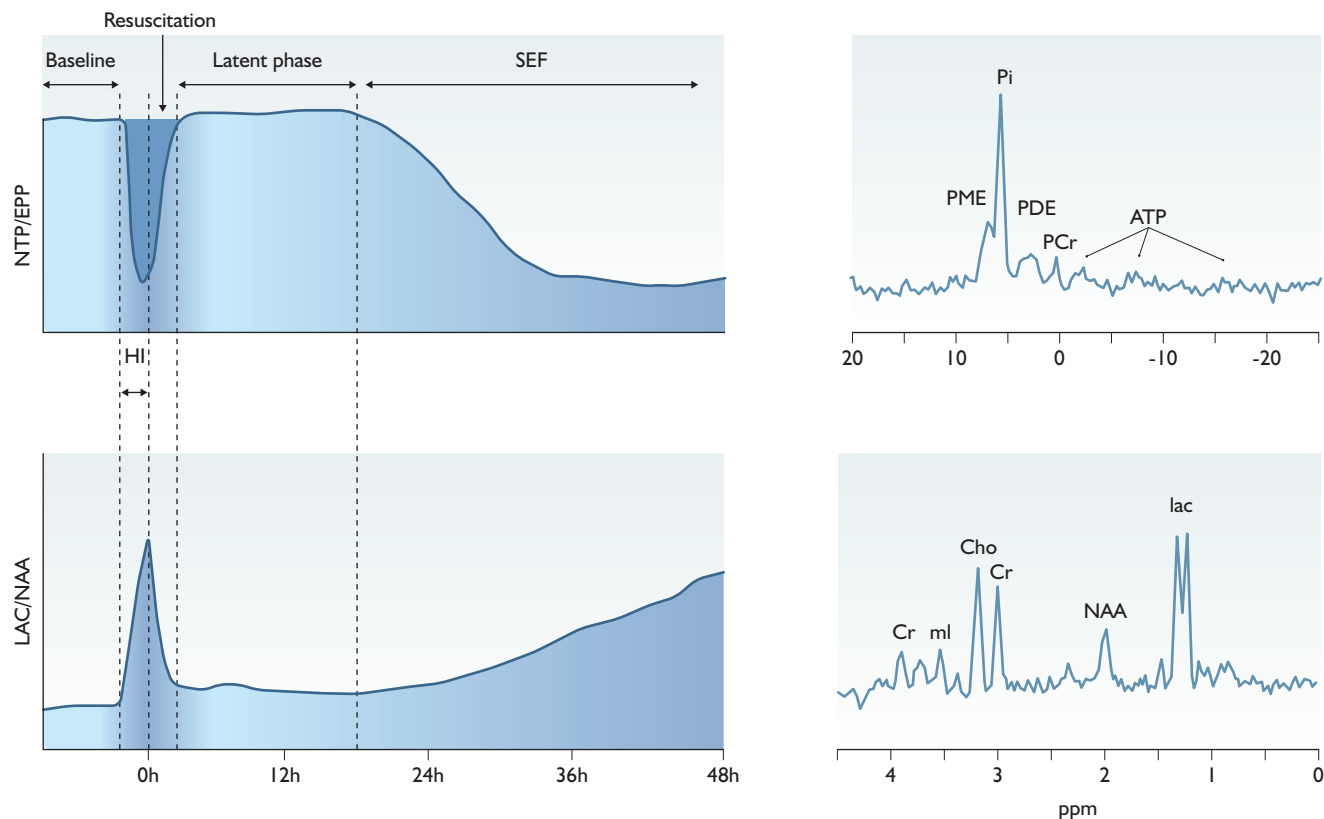 Resuscitation
Baseline
Latent phase
SEF
NTP/EPP
HI
LAC/NAA
0h
12h
24h
36h
48h
Pi
PME
PDE
PCr
ATP
20
10
0
-10
-20
lac
Cho
Cr
NAA
Cr
ml
4
3
2
1
0
ppm